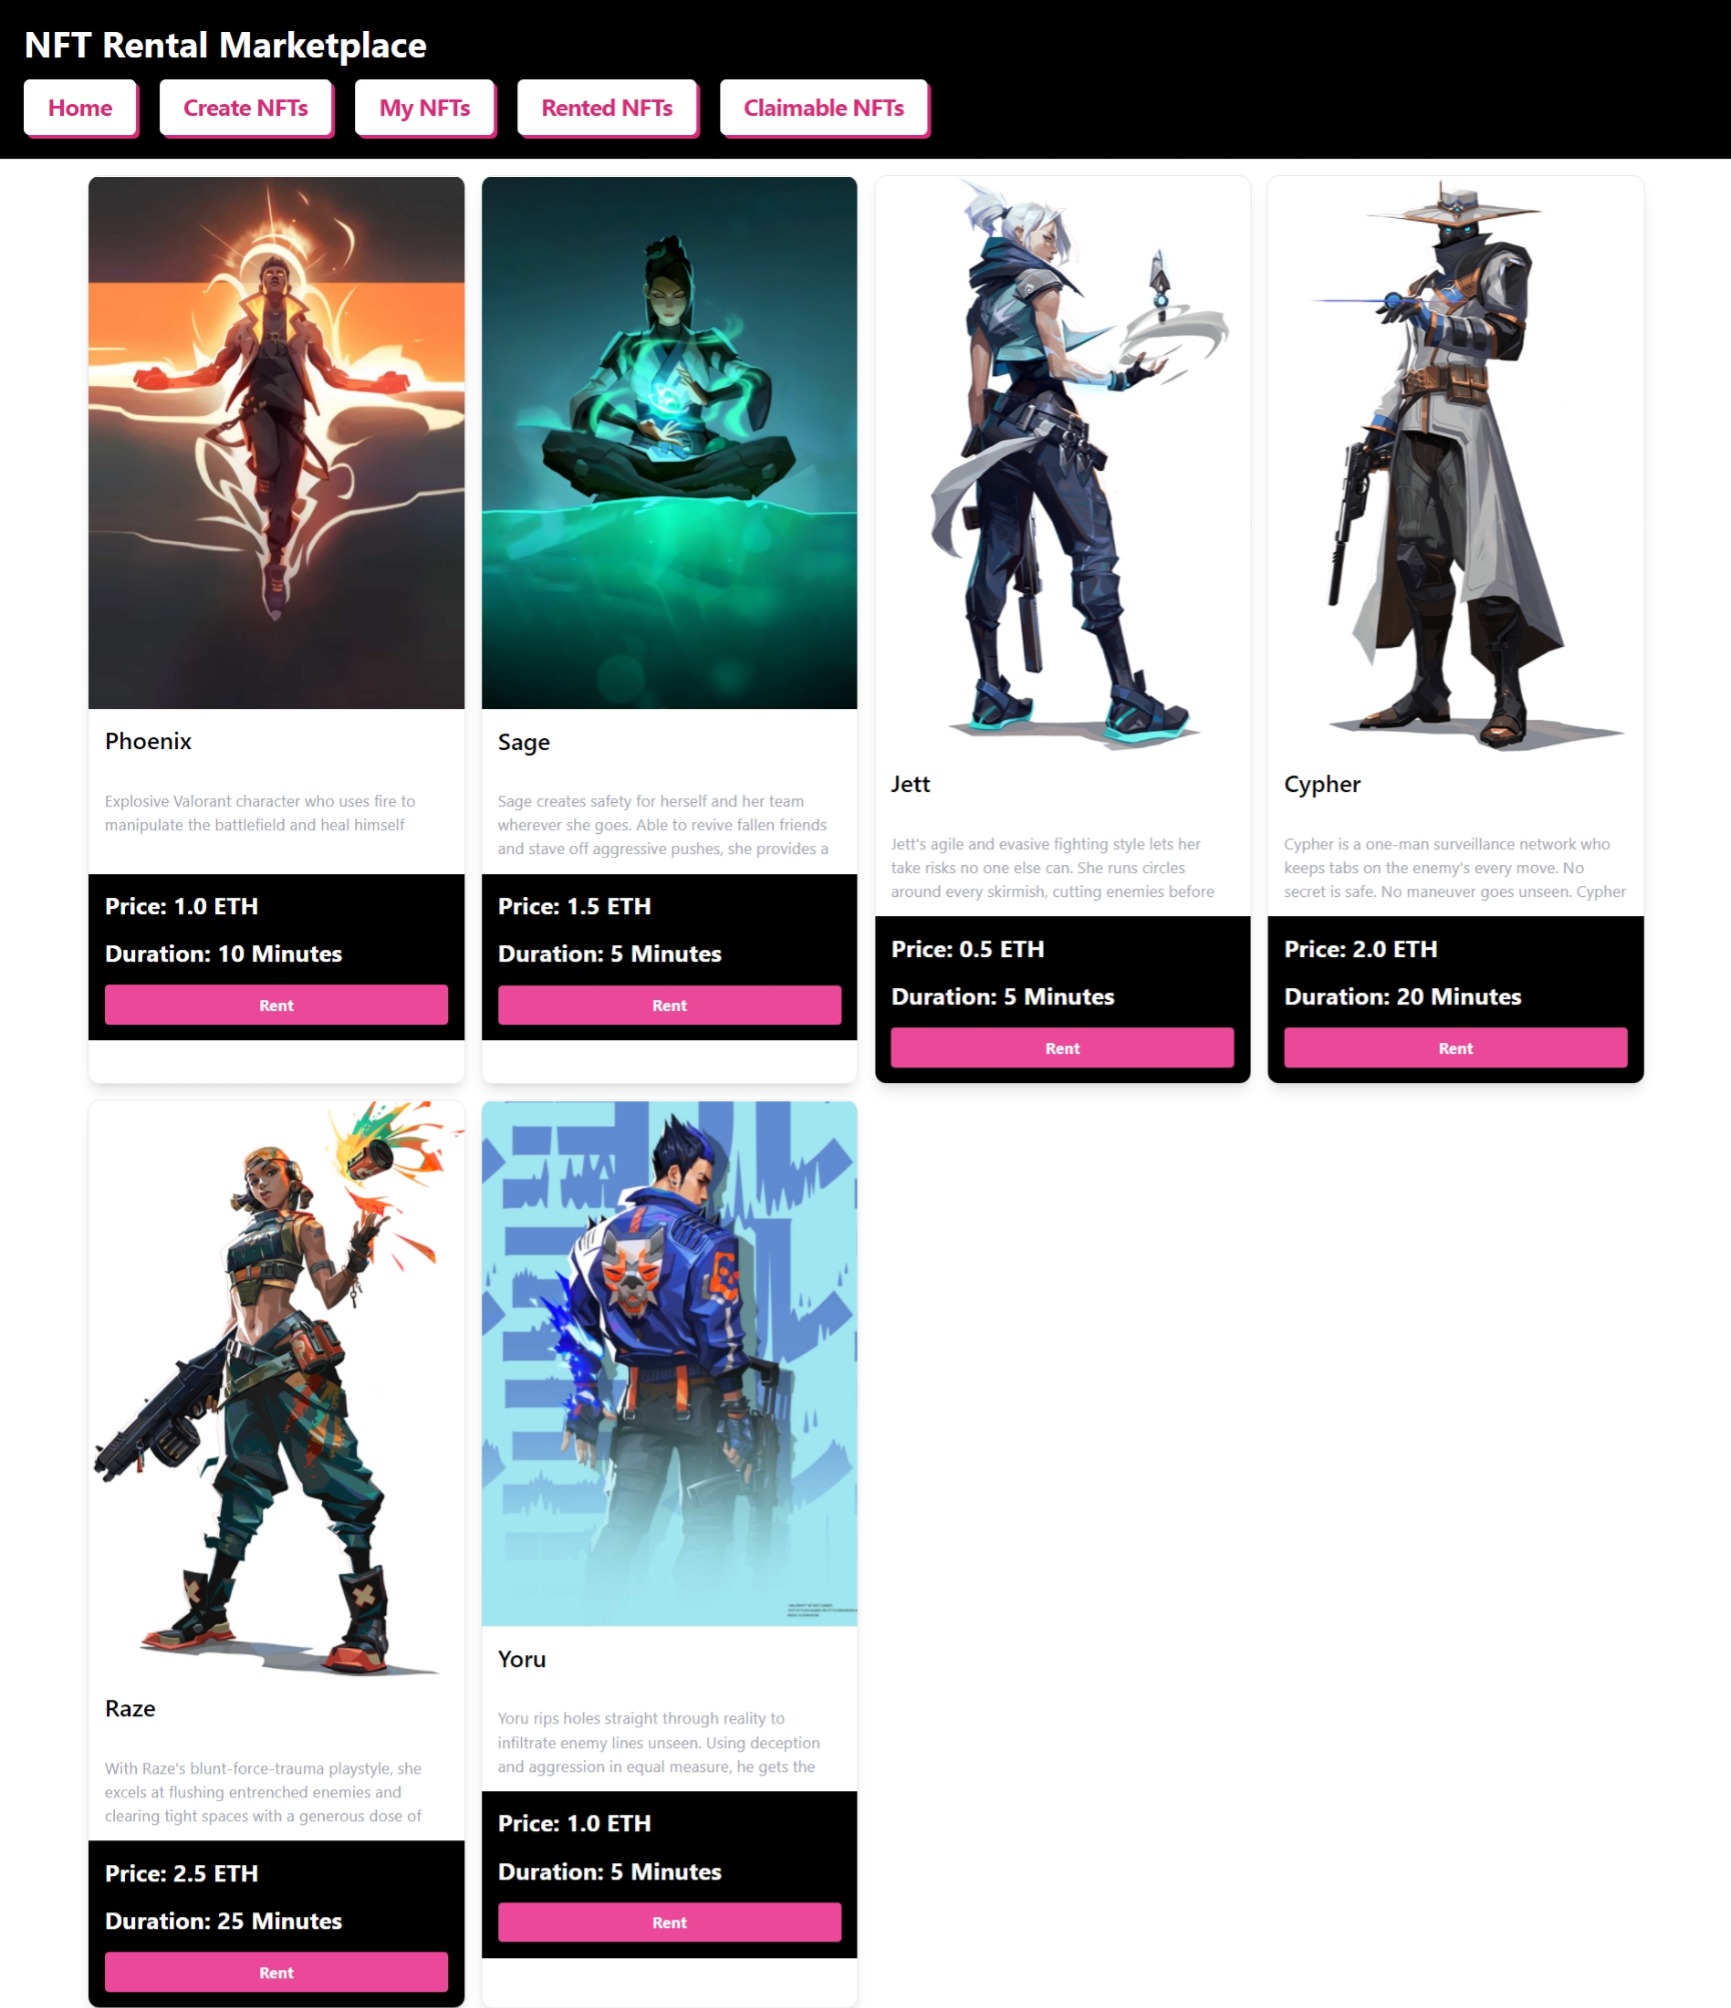 NFT Rental Marketplace
Home
Create NFTs
My NFTs
Rented NFTs
Claimable NFTs
Phoenix
Explosive Valorant character who uses fire to
manipulate the battlefield and heal himself
Price: 1.0 ETH
Duration: 10 Minutes
Rent
Sage
Sage creates safety for herself and her team
wherever she goes. Able to revive fallen friends
and stave off aggressive pushes, she provides a
Price: 1.5 ETH
Duration: 5 Minutes
Rent
Jett
Jett's agile and evasive fighting style lets her
take risks no one else can. She runs circles
around every skirmish, cutting enemies before
Price: 0.5 ETH
Duration: 5 Minutes
Rent
Cypher
Cypher is a one-man surveillance network who
keeps tabs on the enemy's every move. No
secret is safe. No maneuver goes unseen. Cypher
Price: 2.0 ETH
Duration: 20 Minutes
Rent
Raze
With Raze's blunt-force-trauma playstyle, she
excels at flushing entrenched enemies and
clearing tight spaces with a generous dose of
Price: 2.5 ETH
Duration: 25 Minutes
Rent
Yoru
Yoru rips holes straight through reality to
infiltrate enemy lines unseen. Using deception
and aggression in equal measure, he gets the
Price: 1.0 ETH
Duration: 5 Minutes
Rent